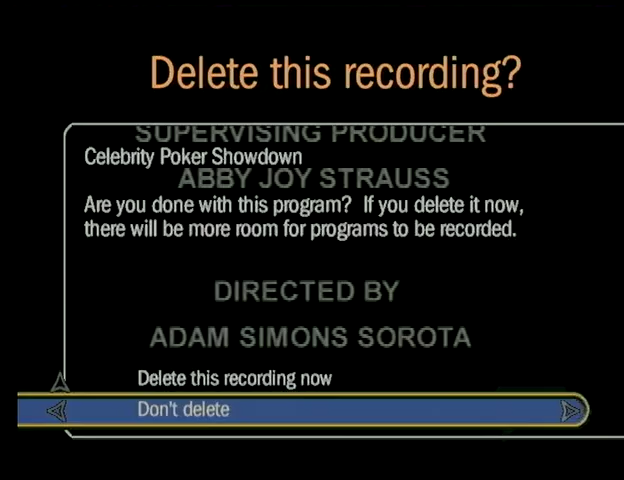 Delete this recording?
SUPERVISING PRODUCER
Celebrity Poker Showdown
ABBY JOY STRAUSS
Are you done with this program? If you delete it now,
there will be more room for programs to be recorded.
DIRECTED BY
ADAM SIMONS SOROTA
Delete this recording now
Don't delete